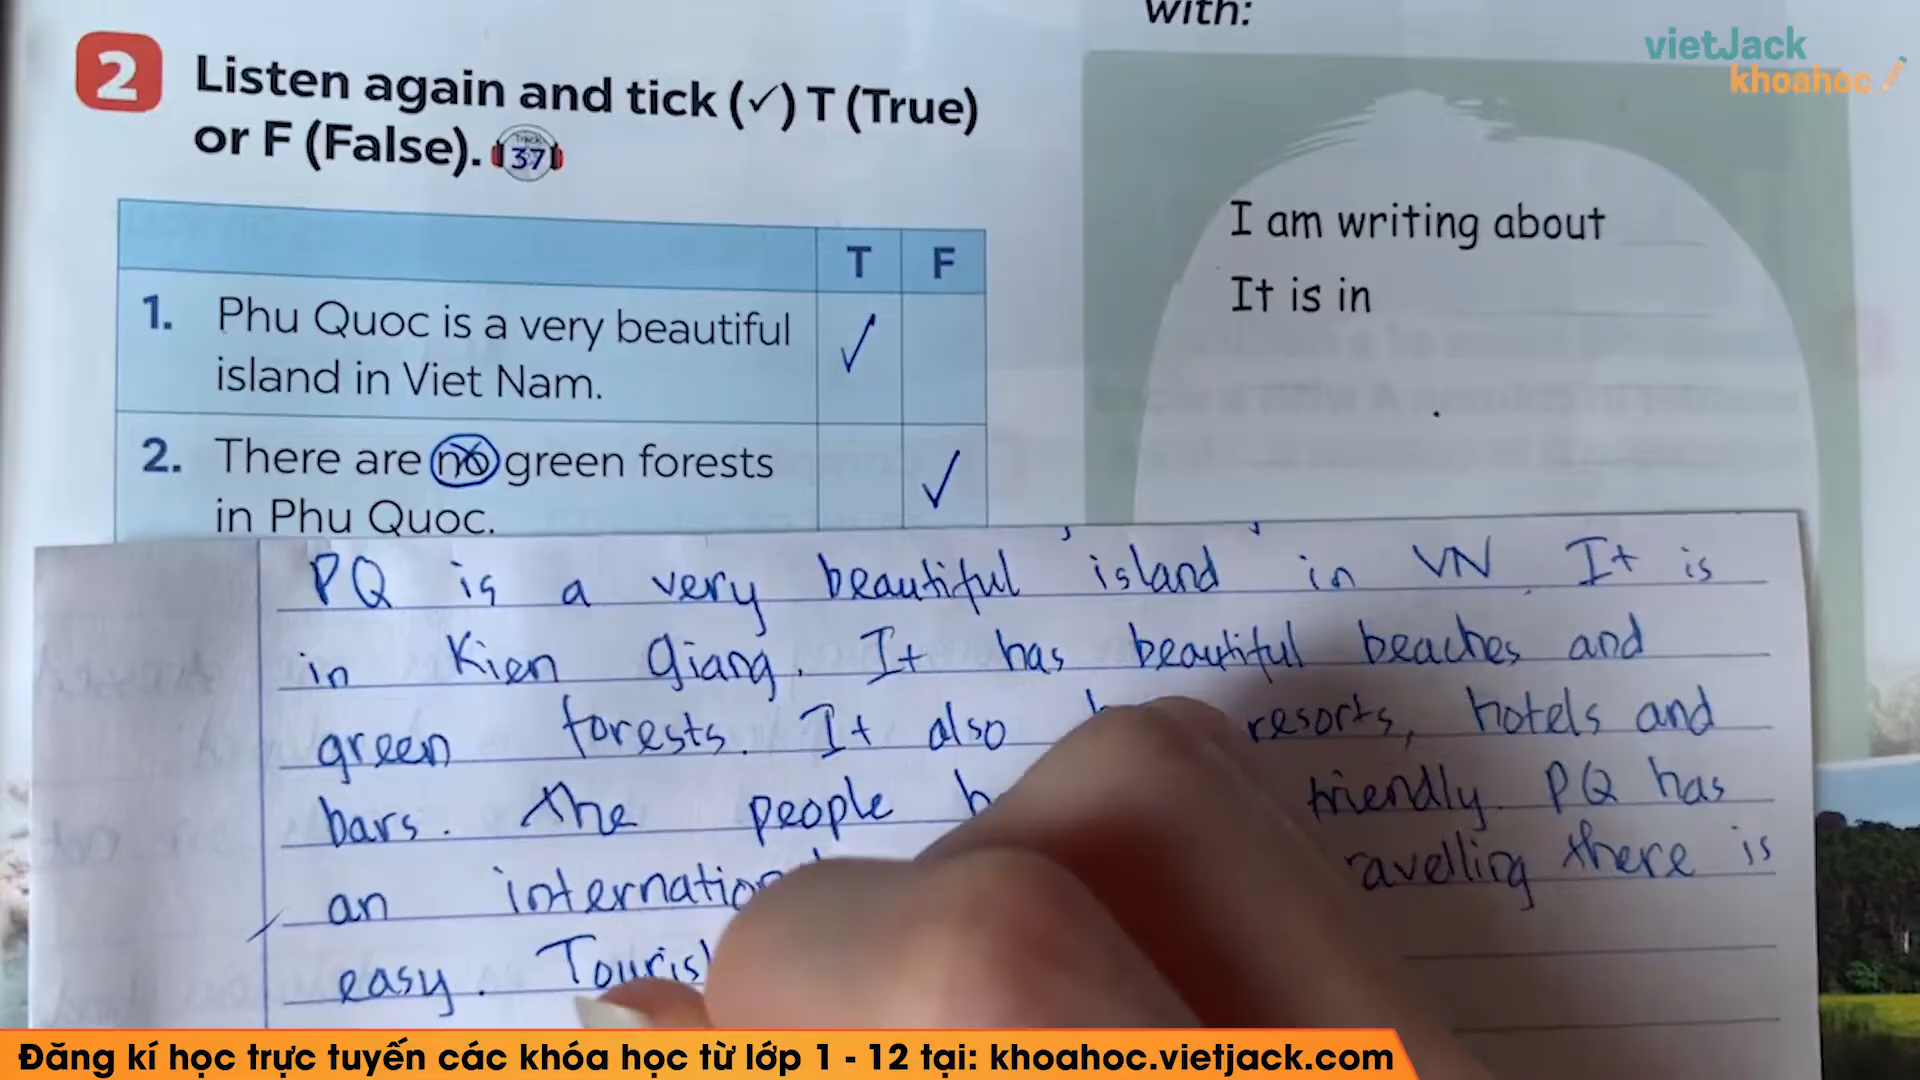 with:
vietJack
khoahoc
2 Listen again and tick (✓) T (True)
or F (False).
Track
37
T F
1. Phu Quoc is a very beautiful
island in Viet Nam.
2. There are no green forests
in Phu Quoc.
I am writing about
It is in
PQ is a very beautiful island in VN. It is
in Kien Giang. It has beautiful beaches and
green forests. It also resorts, hotels and
bars. The people friendly. PQ has
an there is
easy.
Đăng kí học trực tuyến các khóa học từ lớp 1 - 12 tại: khoahoc.vietjack.com